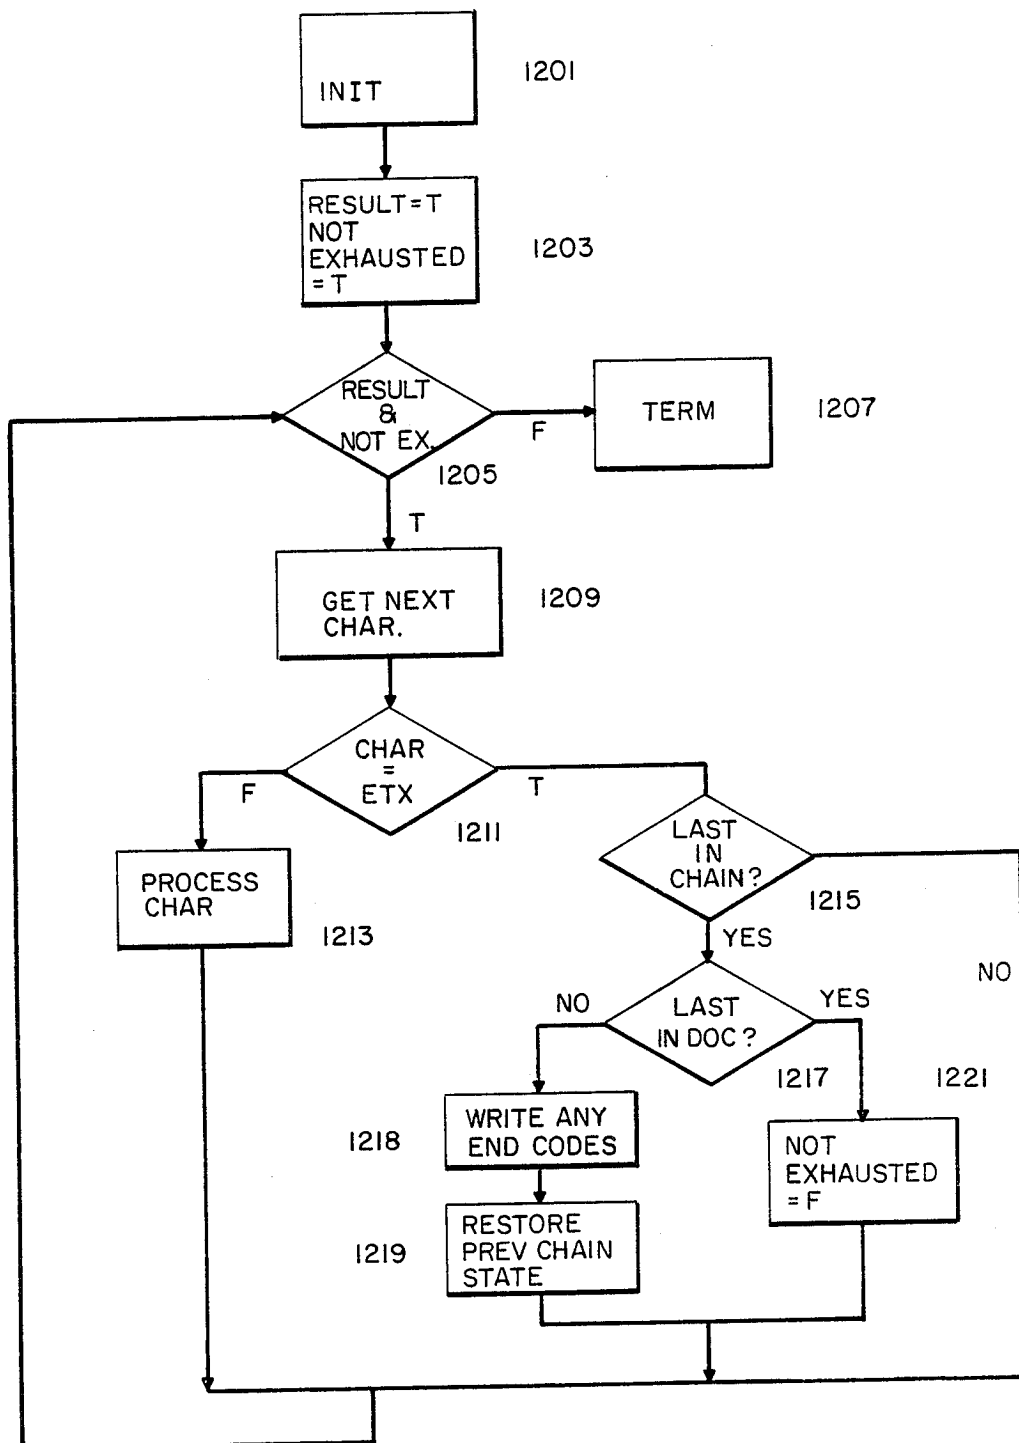 INIT
1201
RESULT=T
NOT
EXHAUSTED
=T
1203
RESULT
&
NOT EX.
1205
F
TERM
1207
T
GET NEXT
CHAR.
1209
CHAR
=
ETX
1211
F
T
PROCESS
CHAR
1213
LAST
IN
CHAIN?
1215
YES
NO
LAST
IN DOC?
1217
NO
YES
1221
WRITE ANY
END CODES
1218
NOT
EXHAUSTED
=F
RESTORE
PREV CHAIN
STATE
1219